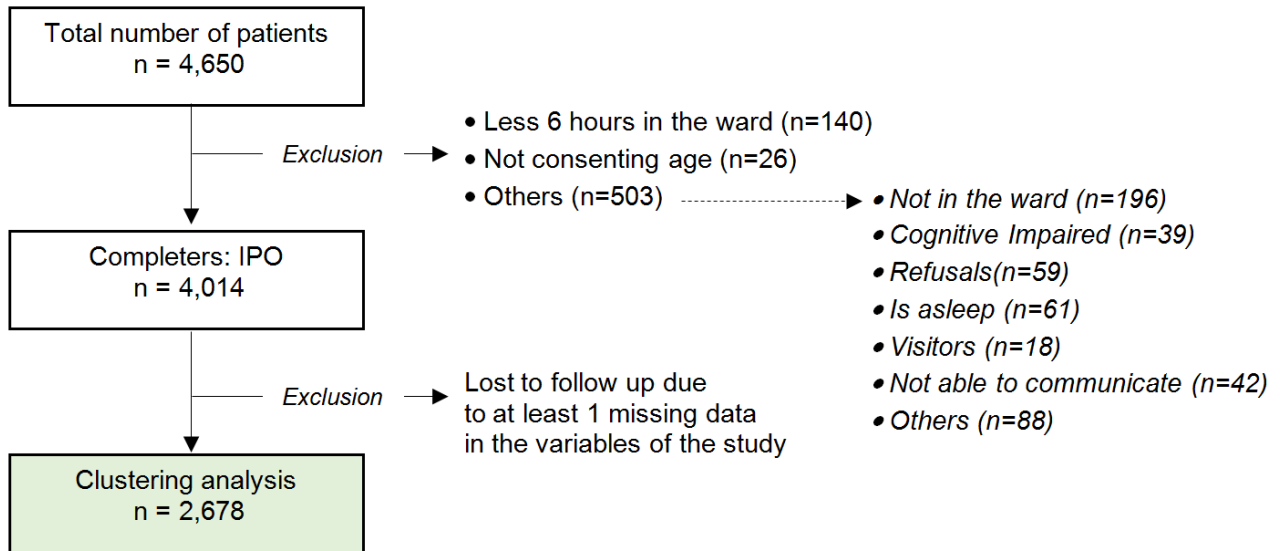 Total number of patients
n = 4,650
Exclusion
• Less 6 hours in the ward (n=140)
• Not consenting age (n=26)
• Others (n=503)
• Not in the ward (n=196)
• Cognitive Impaired (n=39)
• Refusals(n=59)
• Is asleep (n=61)
• Visitors (n=18)
• Not able to communicate (n=42)
• Others (n=88)
Completers: IPO
n = 4,014
Exclusion
Lost to follow up due
to at least 1 missing data
in the variables of the study
Clustering analysis
n = 2,678